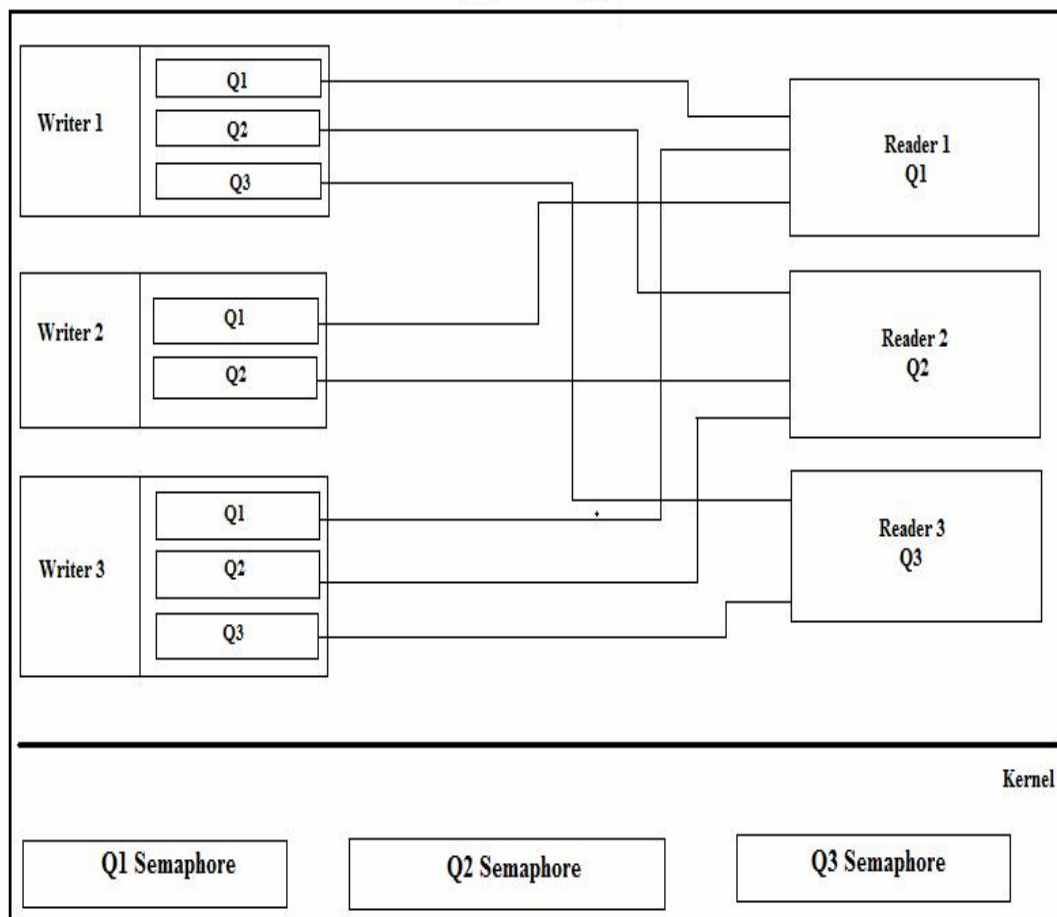 Writer 1
Q1
Q2
Q3
Reader 1
Q1
Writer 2
Q1
Q2
Reader 2
Q2
Writer 3
Q1
Q2
Q3
Reader 3
Q3
Kernel
Q1 Semaphore
Q2 Semaphore
Q3 Semaphore